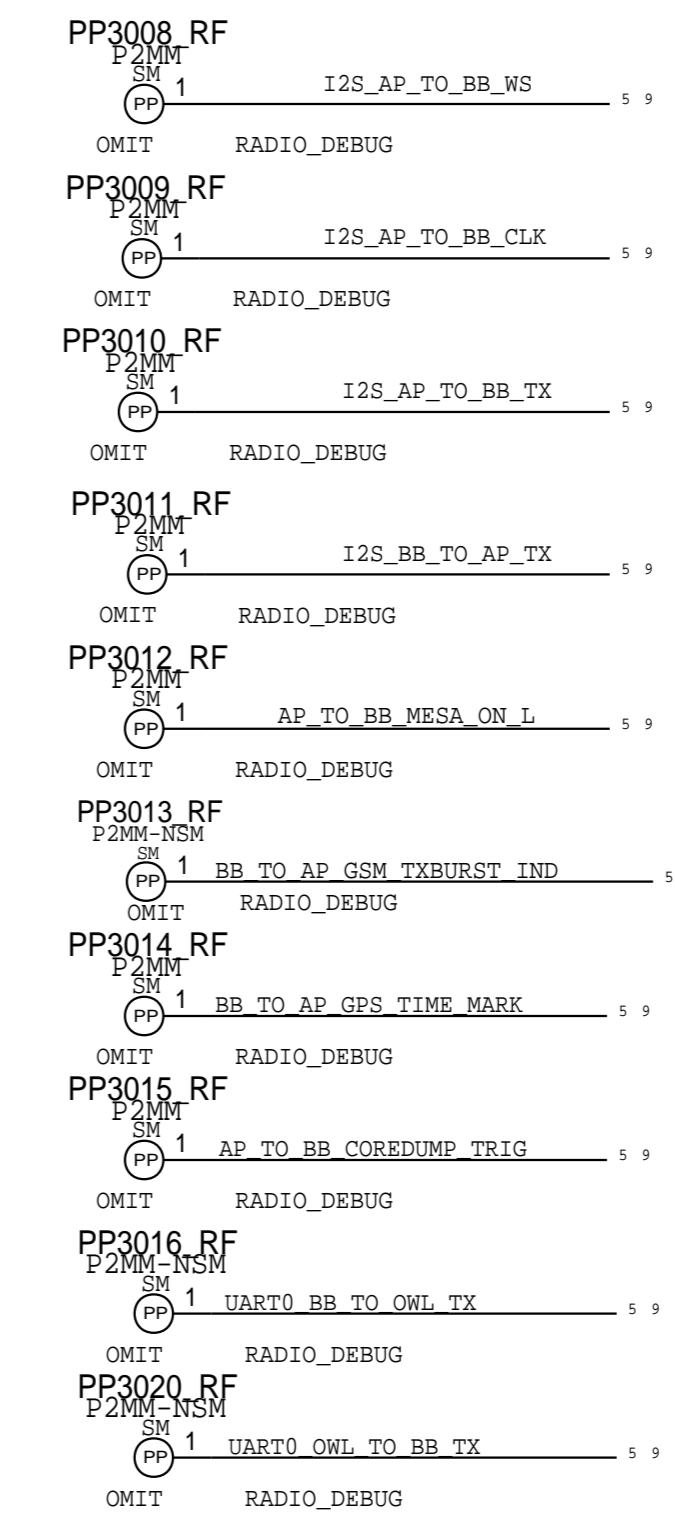 PP3008_RF
P2MM
SM
PP 1 I2S_AP_TO_BB_WS 5 9
OMIT RADIO_DEBUG
PP3009_RF
P2MM
SM
PP 1 I2S_AP_TO_BB_CLK 5 9
OMIT RADIO_DEBUG
PP3010_RF
P2MM
SM
PP 1 I2S_AP_TO_BB_TX 5 9
OMIT RADIO_DEBUG
PP3011_RF
P2MM
SM
PP 1 I2S_BB_TO_AP_TX 5 9
OMIT RADIO_DEBUG
PP3012_RF
P2MM
SM
PP 1 AP_TO_BB_MESA_ON_L 5 9
OMIT RADIO_DEBUG
PP3013_RF
P2MM-NSM
SM
PP 1 BB_TO_AP_GSM_TXBURST_IND 5
OMIT RADIO_DEBUG
PP3014_RF
P2MM
SM
PP 1 BB_TO_AP_GPS_TIME_MARK 5 9
OMIT RADIO_DEBUG
PP3015_RF
P2MM
SM
PP 1 AP_TO_BB_COREDUMP_TRIG 5 9
OMIT RADIO_DEBUG
PP3016_RF
P2MM-NSM
SM
PP 1 UART0_BB_TO_OWL_TX 5 9
OMIT RADIO_DEBUG
PP3020_RF
P2MM-NSM
SM
PP 1 UART0_OWL_TO_BB_TX 5 9
OMIT RADIO_DEBUG